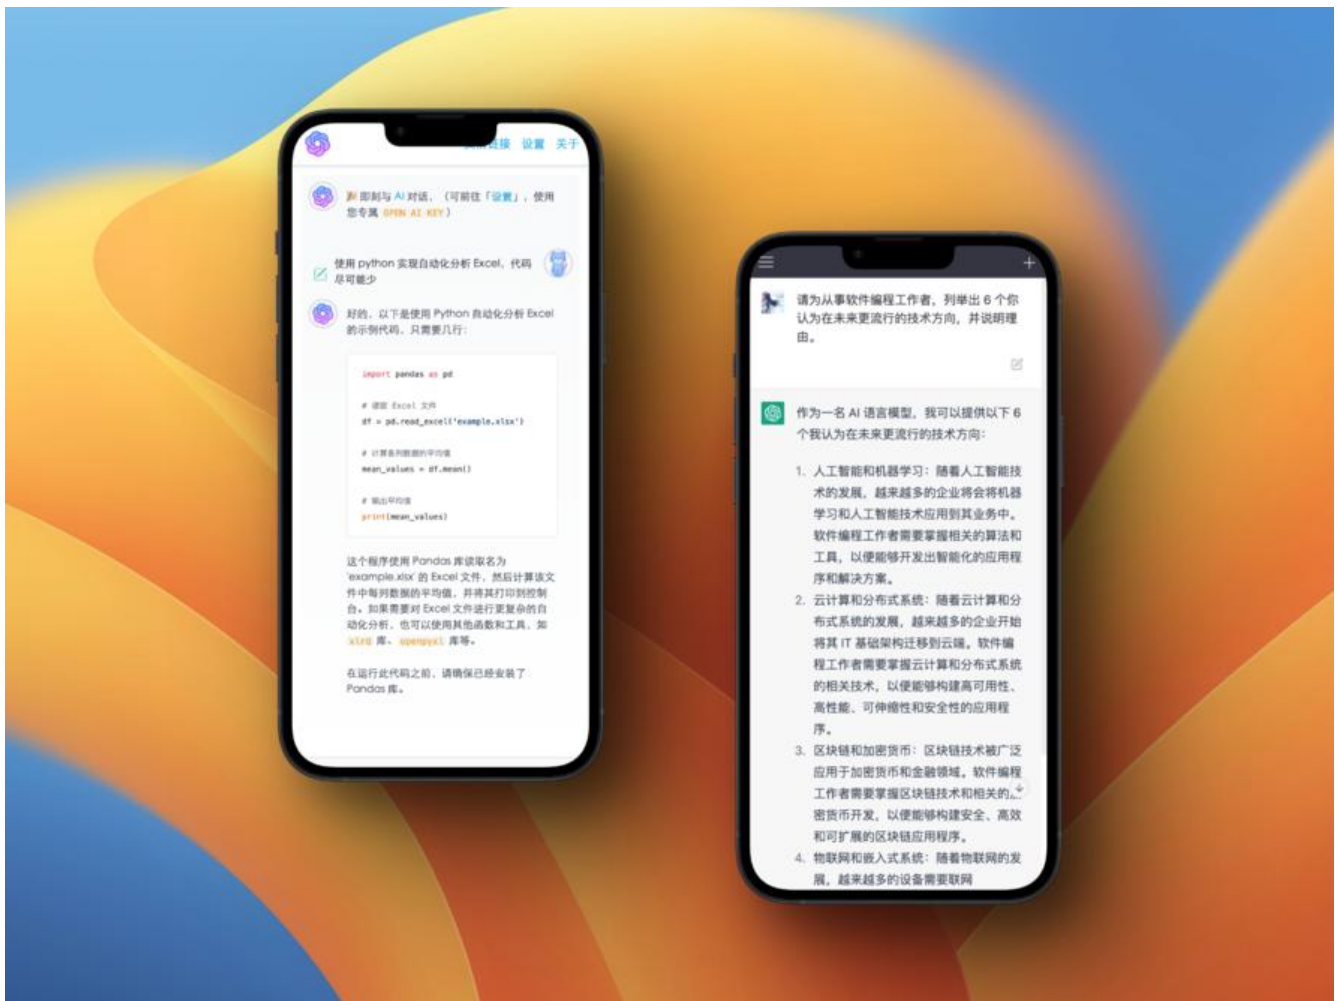 链接 设置 关于
即刻与 AI 对话，（可前往「设置」，使用
您专属 OPEN AI KEY）
使用 python 实现自动化分析 Excel，代码
尽可能少
好的，以下是使用 Python 自动化分析 Excel
的示例代码，只需要几行：
import pandas as pd
# 读取 Excel 文件
df = pd.read_excel('example.xlsx')
# 计算各列数据的平均值
mean_values = df.mean()
# 输出平均值
print(mean_values)
这个程序使用 Pandas 库读取名为
'example.xlsx' 的 Excel 文件，然后计算该文
件中每列数据的平均值，并将其打印到控制
台。如果需要对 Excel 文件进行更复杂的自
动化分析，也可以使用其他函数和工具，如
xlrd 库、openpyxl 库等。
在运行此代码之前，请确保已经安装了
Pandas 库。
请为从事软件编程工作者，列举出 6 个你
认为在未来更流行的技术方向，并说明理
由。
作为一名 AI 语言模型，我可以提供以下 6
个我认为在未来更流行的技术方向：
1. 人工智能和机器学习：随着人工智能技
术的发展，越来越多的企业将会将机器
学习和人工智能技术应用到其业务中。
软件编程工作者需要掌握相关的算法和
工具，以便能够开发出智能化的应用程
序和解决方案。
2. 云计算和分布式系统：随着云计算和分
布式系统的发展，越来越多的企业开始
将其 IT 基础架构迁移到云端。软件编
程工作者需要掌握云计算和分布式系统
的相关技术，以便能够构建高可用性、
高性能、可伸缩性和安全性的应用程
序。
3. 区块链和加密货币：区块链技术被广泛
应用于加密货币和金融领域。软件编程
工作者需要掌握区块链技术和相关的
密货币开发，以便能够构建安全、高效
和可扩展的区块链应用程序。
4. 物联网和嵌入式系统：随着物联网的发
展，越来越多的设备需要联网